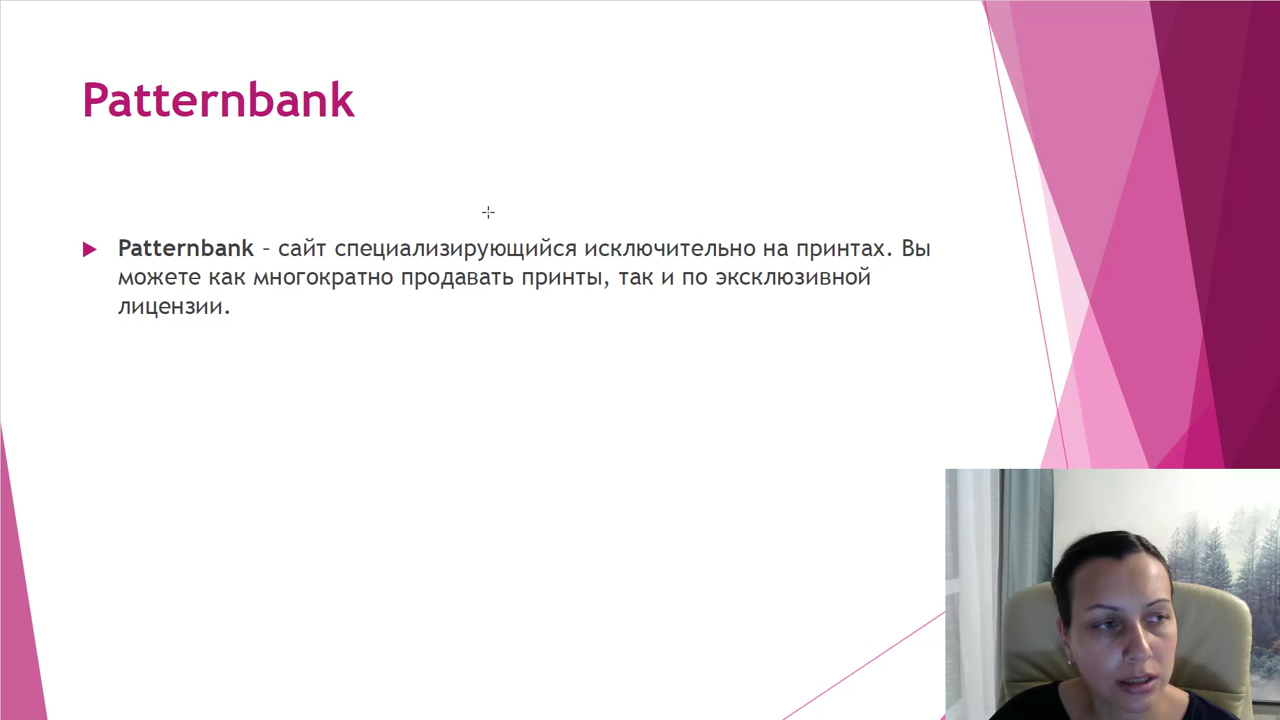 Patternbank
Patternbank – сайт специализирующийся исключительно на принтах. Вы
можете как многократно продавать принты, так и по эксклюзивной
лицензии.